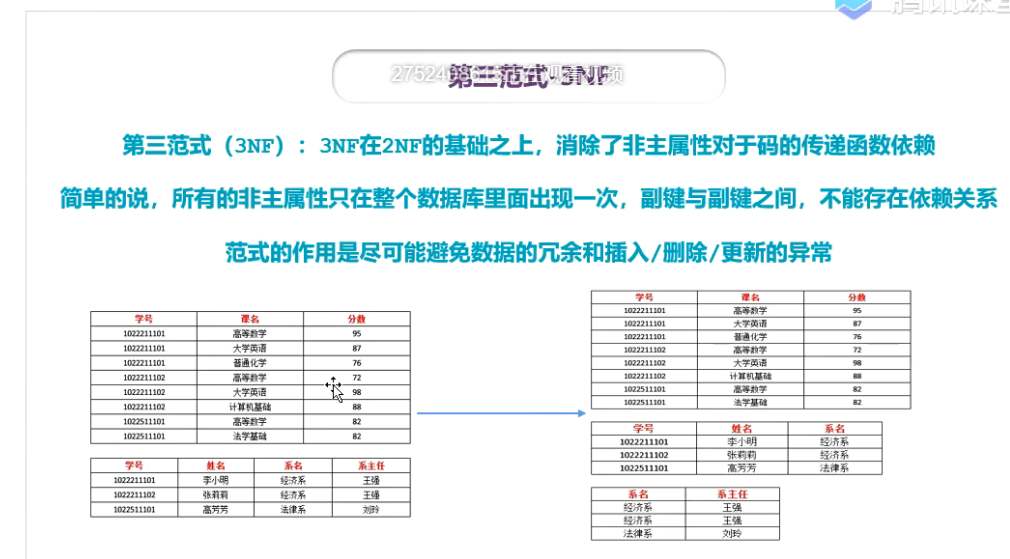 腾讯课堂
第三范式-3NF
第三范式（3NF）：3NF在2NF的基础之上，消除了非主属性对于码的传递函数依赖
简单的说，所有的非主属性只在整个数据库里面出现一次，副键与副键之间，不能存在依赖关系
范式的作用是尽可能避免数据的冗余和插入/删除/更新的异常
学号 课名 分数
1022211101 高等数学 95
1022211101 大学英语 87
1022211101 普通化学 76
1022211102 高等数学 72
1022211102 大学英语 98
1022211102 计算机基础 88
1022511101 高等数学 82
1022511101 法学基础 82
学号 姓名 系名 系主任
1022211101 李小明 经济系 王强
1022211102 张莉莉 经济系 王强
1022511101 高芳芳 法律系 刘玲
学号 课名 分数
1022211101 高等数学 95
1022211101 大学英语 87
1022211101 普通化学 76
1022211102 高等数学 72
1022211102 大学英语 98
1022211102 计算机基础 88
1022511101 高等数学 82
1022511101 法学基础 82
学号 姓名 系名
1022211101 李小明 经济系
1022211102 张莉莉 经济系
1022511101 高芳芳 法律系
系名 系主任
经济系 王强
经济系 王强
法律系 刘玲